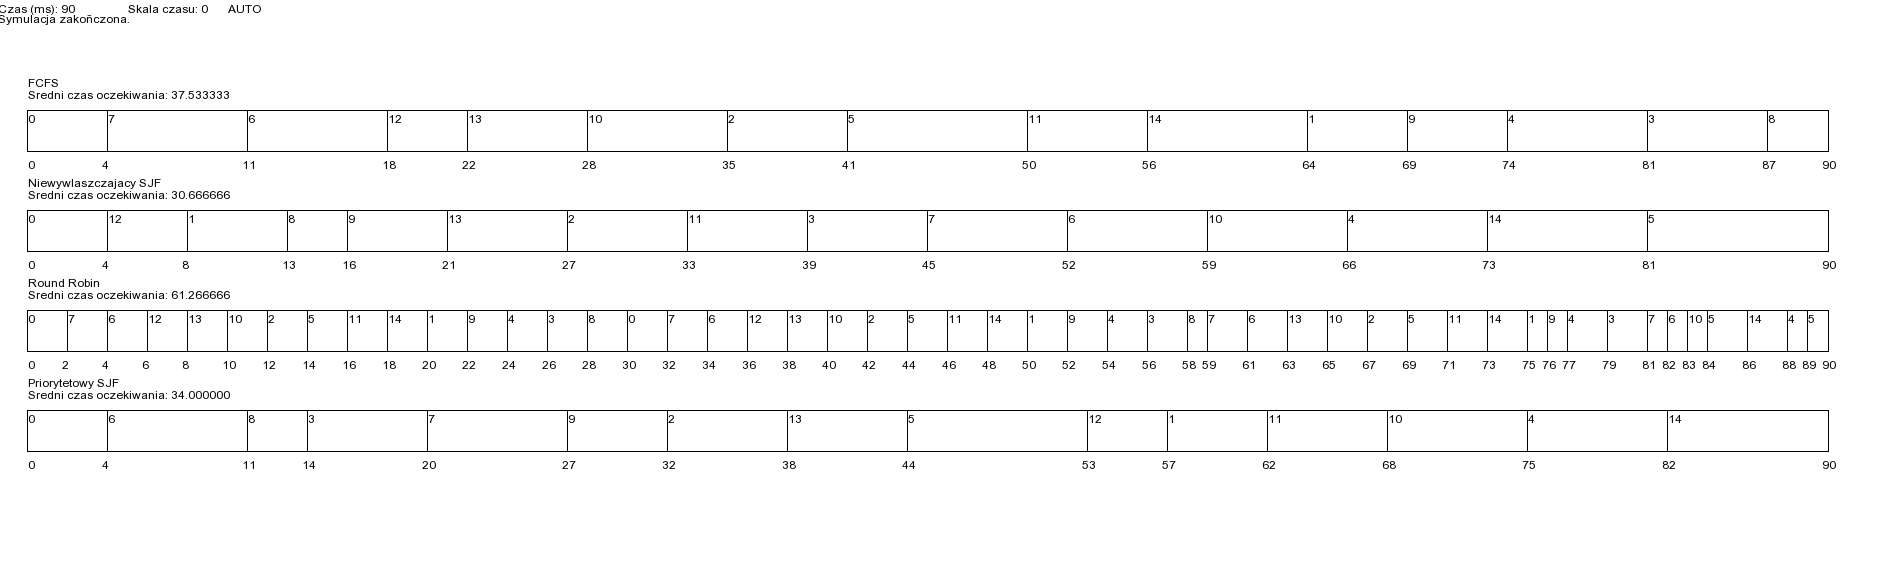 Czas (ms): 90 Skala czasu: 0 AUTO
Symulacja zakończona.
FCFS
Sredni czas oczekiwania: 37.533333
0 7 6 12 13 10 2 5 11 14 1 9 4 3 8
0 4 11 18 22 28 35 41 50 56 64 69 74 81 87 90
Niewywlaszczajacy SJF
Sredni czas oczekiwania: 30.666666
0 12 1 8 9 13 2 11 3 7 6 10 4 14 5
0 4 8 13 16 21 27 33 39 45 52 59 66 73 81 90
Round Robin
Sredni czas oczekiwania: 61.266666
0 7 6 12 13 10 2 5 11 14 1 9 4 3 8 0 7 6 12 13 10 2 5 11 14 1 9 4 3 8 7 6 13 10 2 5 11 14 1 9 4 3 7 6 10 5 14 4 5
0 2 4 6 8 10 12 14 16 18 20 22 24 26 28 30 32 34 36 38 40 42 44 46 48 50 52 54 56 58 59 61 63 65 67 69 71 73 75 76 77 79 81 82 83 84 86 88 89 90
Priorytetowy SJF
Sredni czas oczekiwania: 34.000000
0 6 8 3 7 9 2 13 5 12 1 11 10 4 14
0 4 11 14 20 27 32 38 44 53 57 62 68 75 82 90